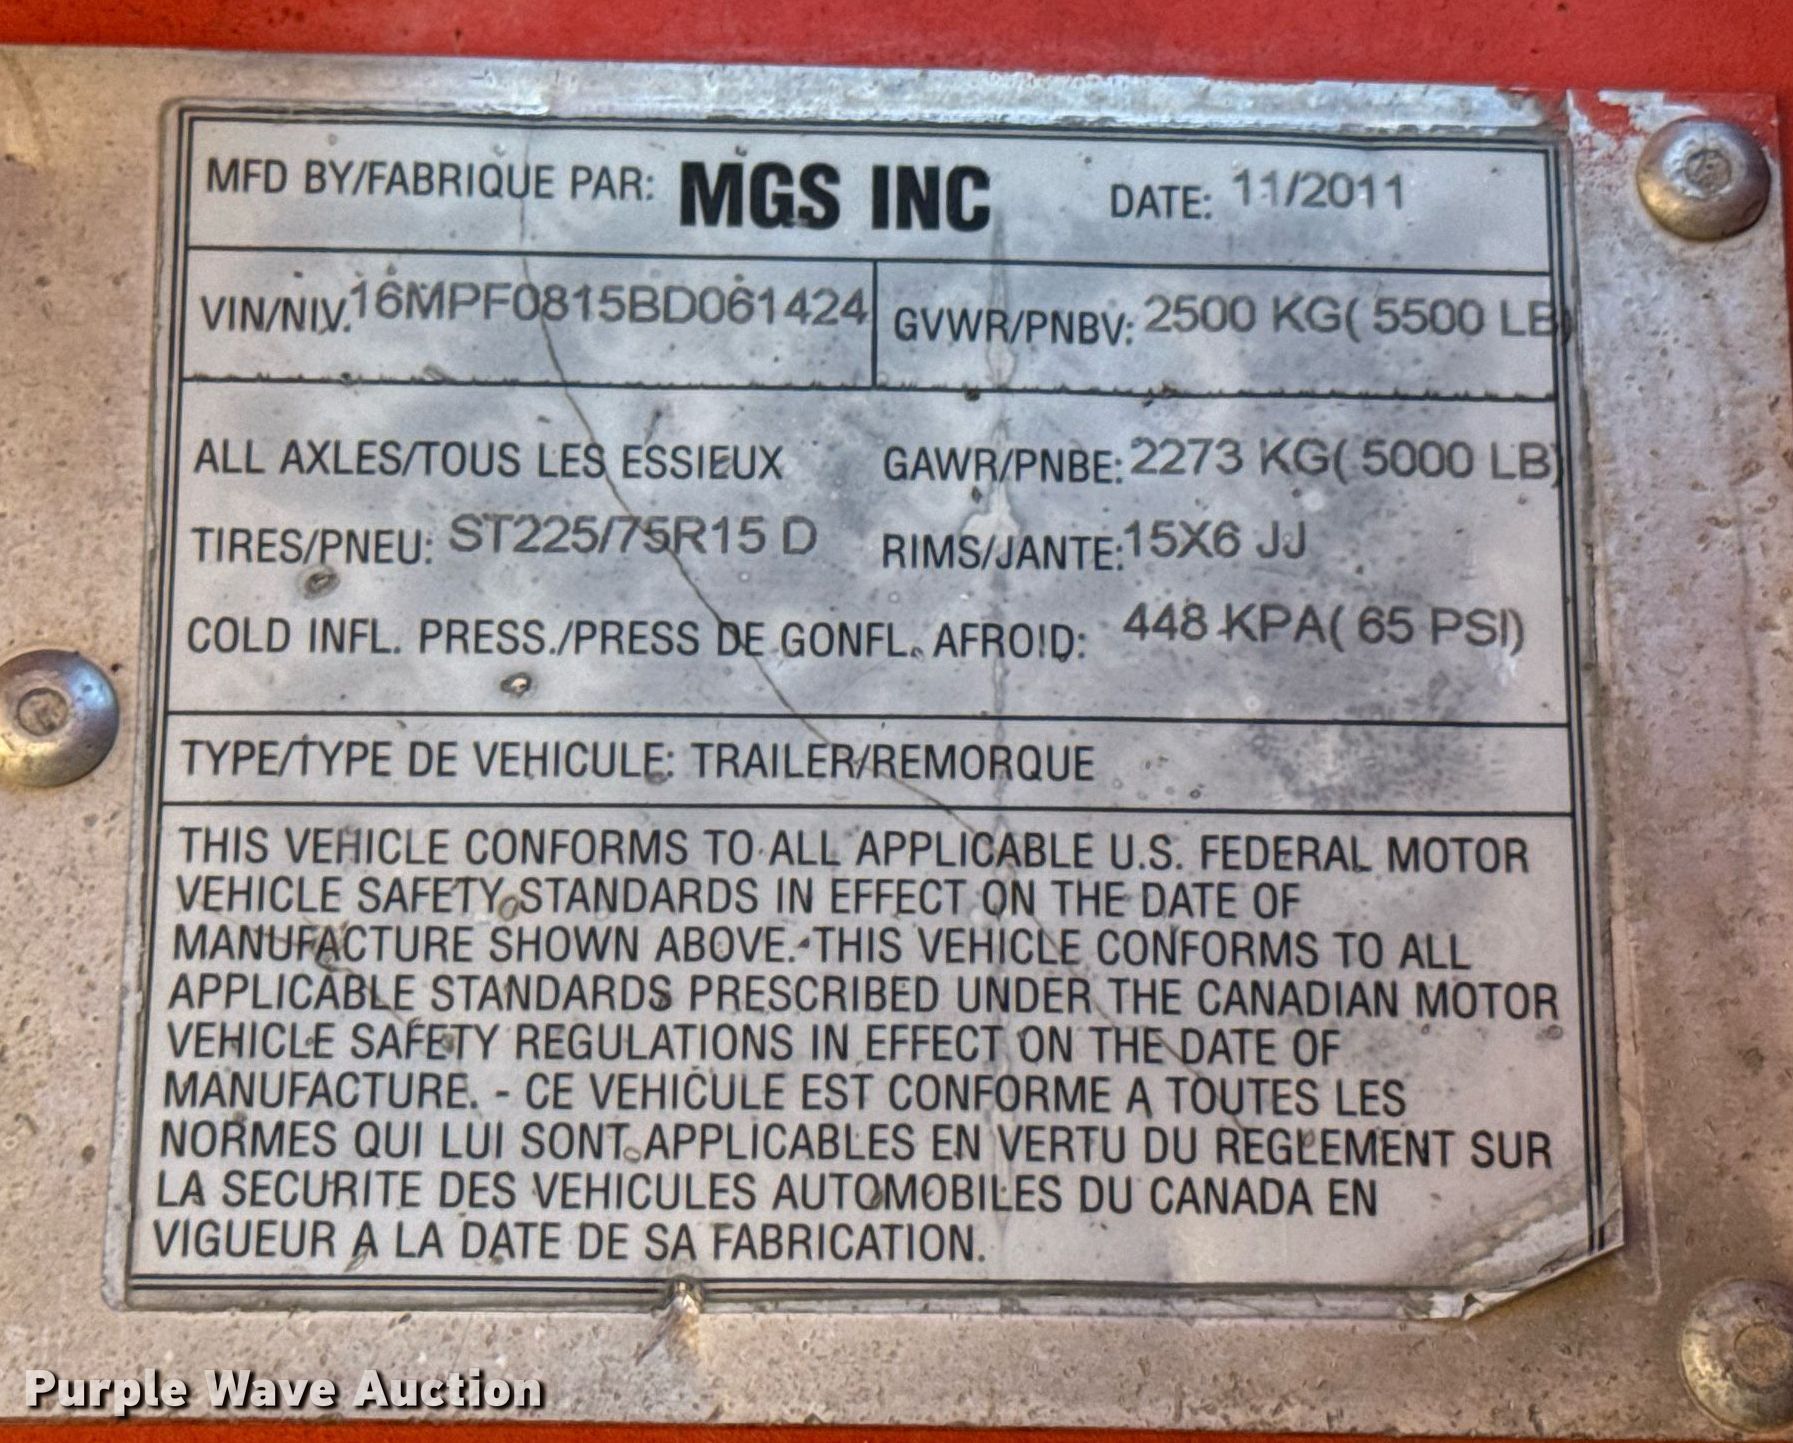 MFD BY/FABRIQUE PAR: MGS INC DATE: 11/2011
VIN/NIV. 16MPF0815BD061424 GVWR/PNBV: 2500 KG( 5500 LB)
ALL AXLES/TOUS LES ESSIEUX GAWR/PNBE: 2273 KG( 5000 LB)
TIRES/PNEU: ST225/75R15 D RIMS/JANTE: 15X6 JJ
COLD INFL. PRESS./PRESS DE GONFL. AFROID: 448 KPA( 65 PSI)
TYPE/TYPE DE VEHICULE: TRAILER/REMORQUE
THIS VEHICLE CONFORMS TO ALL APPLICABLE U.S. FEDERAL MOTOR
VEHICLE SAFETY STANDARDS IN EFFECT ON THE DATE OF
MANUFACTURE SHOWN ABOVE. THIS VEHICLE CONFORMS TO ALL
APPLICABLE STANDARDS PRESCRIBED UNDER THE CANADIAN MOTOR
VEHICLE SAFETY REGULATIONS IN EFFECT ON THE DATE OF
MANUFACTURE. - CE VEHICULE EST CONFORME A TOUTES LES
NORMES QUI LUI SONT APPLICABLES EN VERTU DU REGLEMENT SUR
LA SECURITE DES VEHICULES AUTOMOBILES DU CANADA EN
VIGUEUR A LA DATE DE SA FABRICATION.
Purple Wave Auction